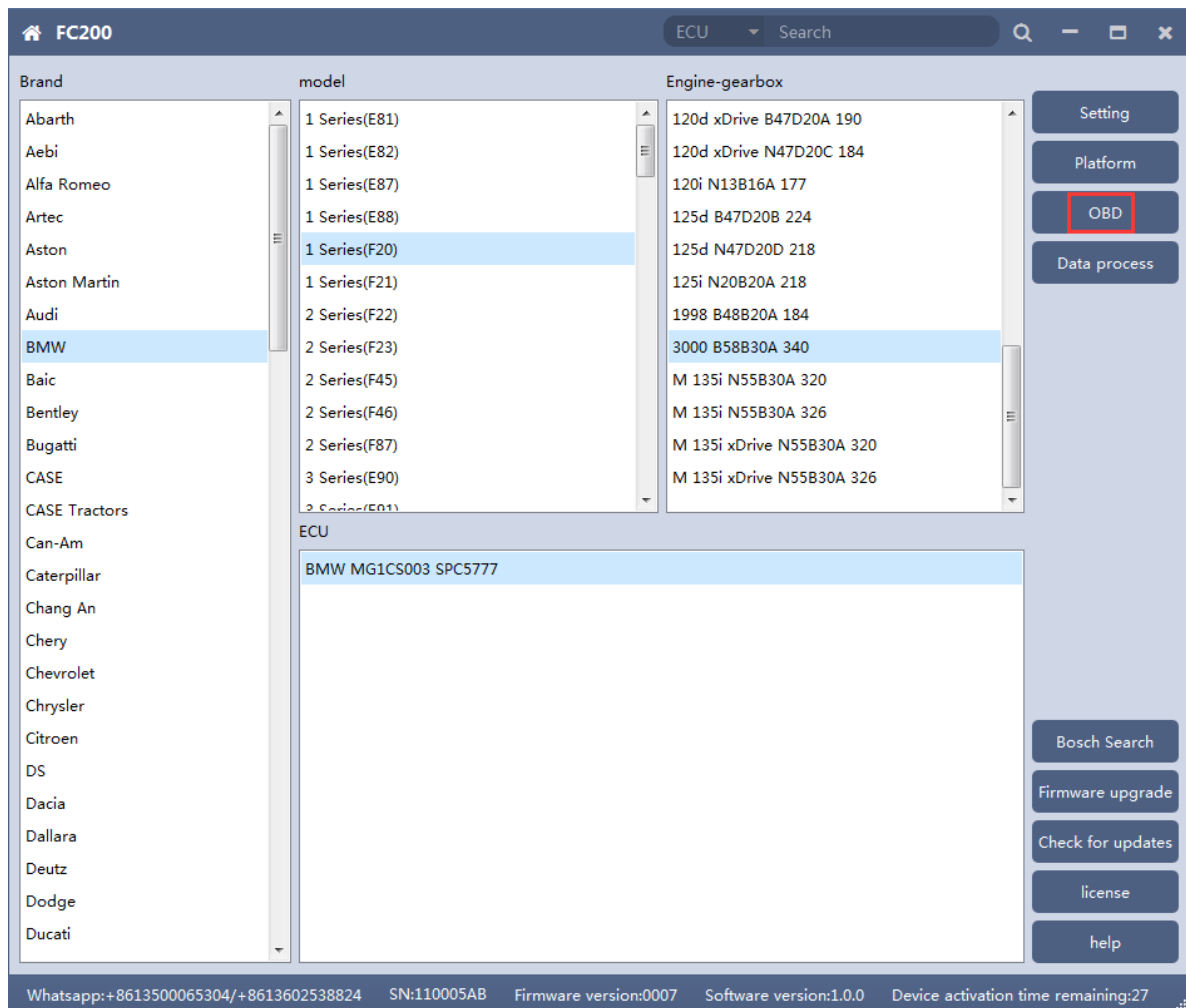 FC200
ECU Search
Brand
Abarth
Aebi
Alfa Romeo
Artec
Aston
Aston Martin
Audi
BMW
Baic
Bentley
Bugatti
CASE
CASE Tractors
Can-Am
Caterpillar
Chang An
Chery
Chevrolet
Chrysler
Citroen
DS
Dacia
Dallara
Deutz
Dodge
Ducati
model
1 Series(E81)
1 Series(E82)
1 Series(E87)
1 Series(E88)
1 Series(F20)
1 Series(F21)
2 Series(F22)
2 Series(F23)
2 Series(F45)
2 Series(F46)
2 Series(F87)
3 Series(E90)
3 Series(E91)
Engine-gearbox
120d xDrive B47D20A 190
120d xDrive N47D20C 184
120i N13B16A 177
125d B47D20B 224
125d N47D20D 218
125i N20B20A 218
1998 B48B20A 184
3000 B58B30A 340
M 135i N55B30A 320
M 135i N55B30A 326
M 135i xDrive N55B30A 320
M 135i xDrive N55B30A 326
ECU
BMW MG1CS003 SPC5777
Setting
Platform
OBD
Data process
Bosch Search
Firmware upgrade
Check for updates
license
help
Whatsapp:+8613500065304/+8613602538824 SN:110005AB Firmware version:0007 Software version:1.0.0 Device activation time remaining:27